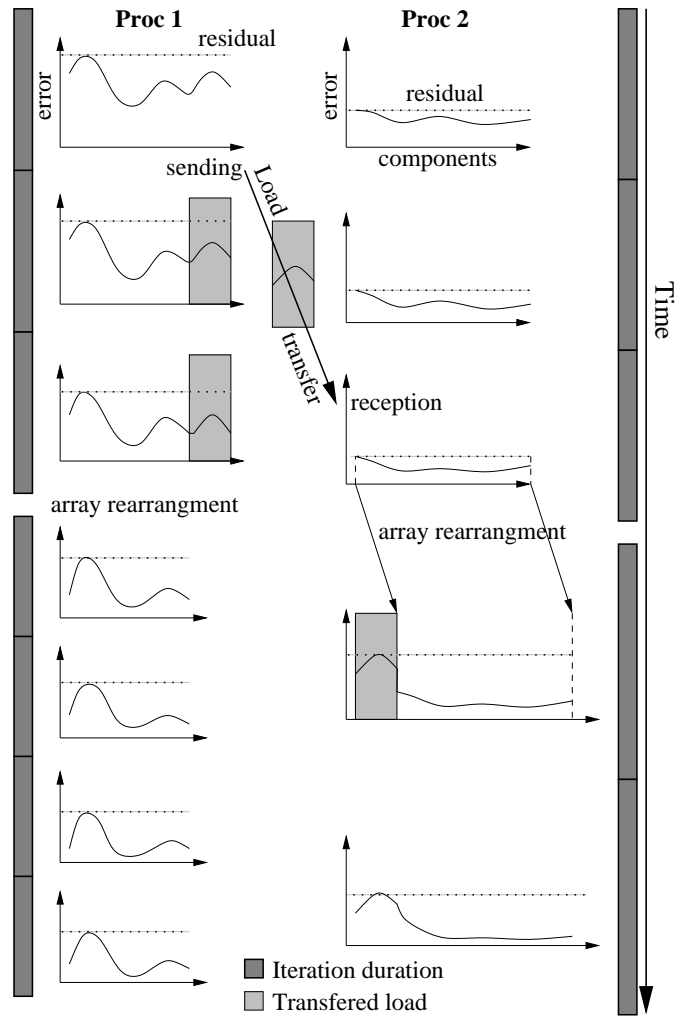 Proc 1
Proc 2
residual
error
residual
error
components
sending
Load
transfer
Time
reception
array rearrangment
array rearrangment
Iteration duration
Transfered load